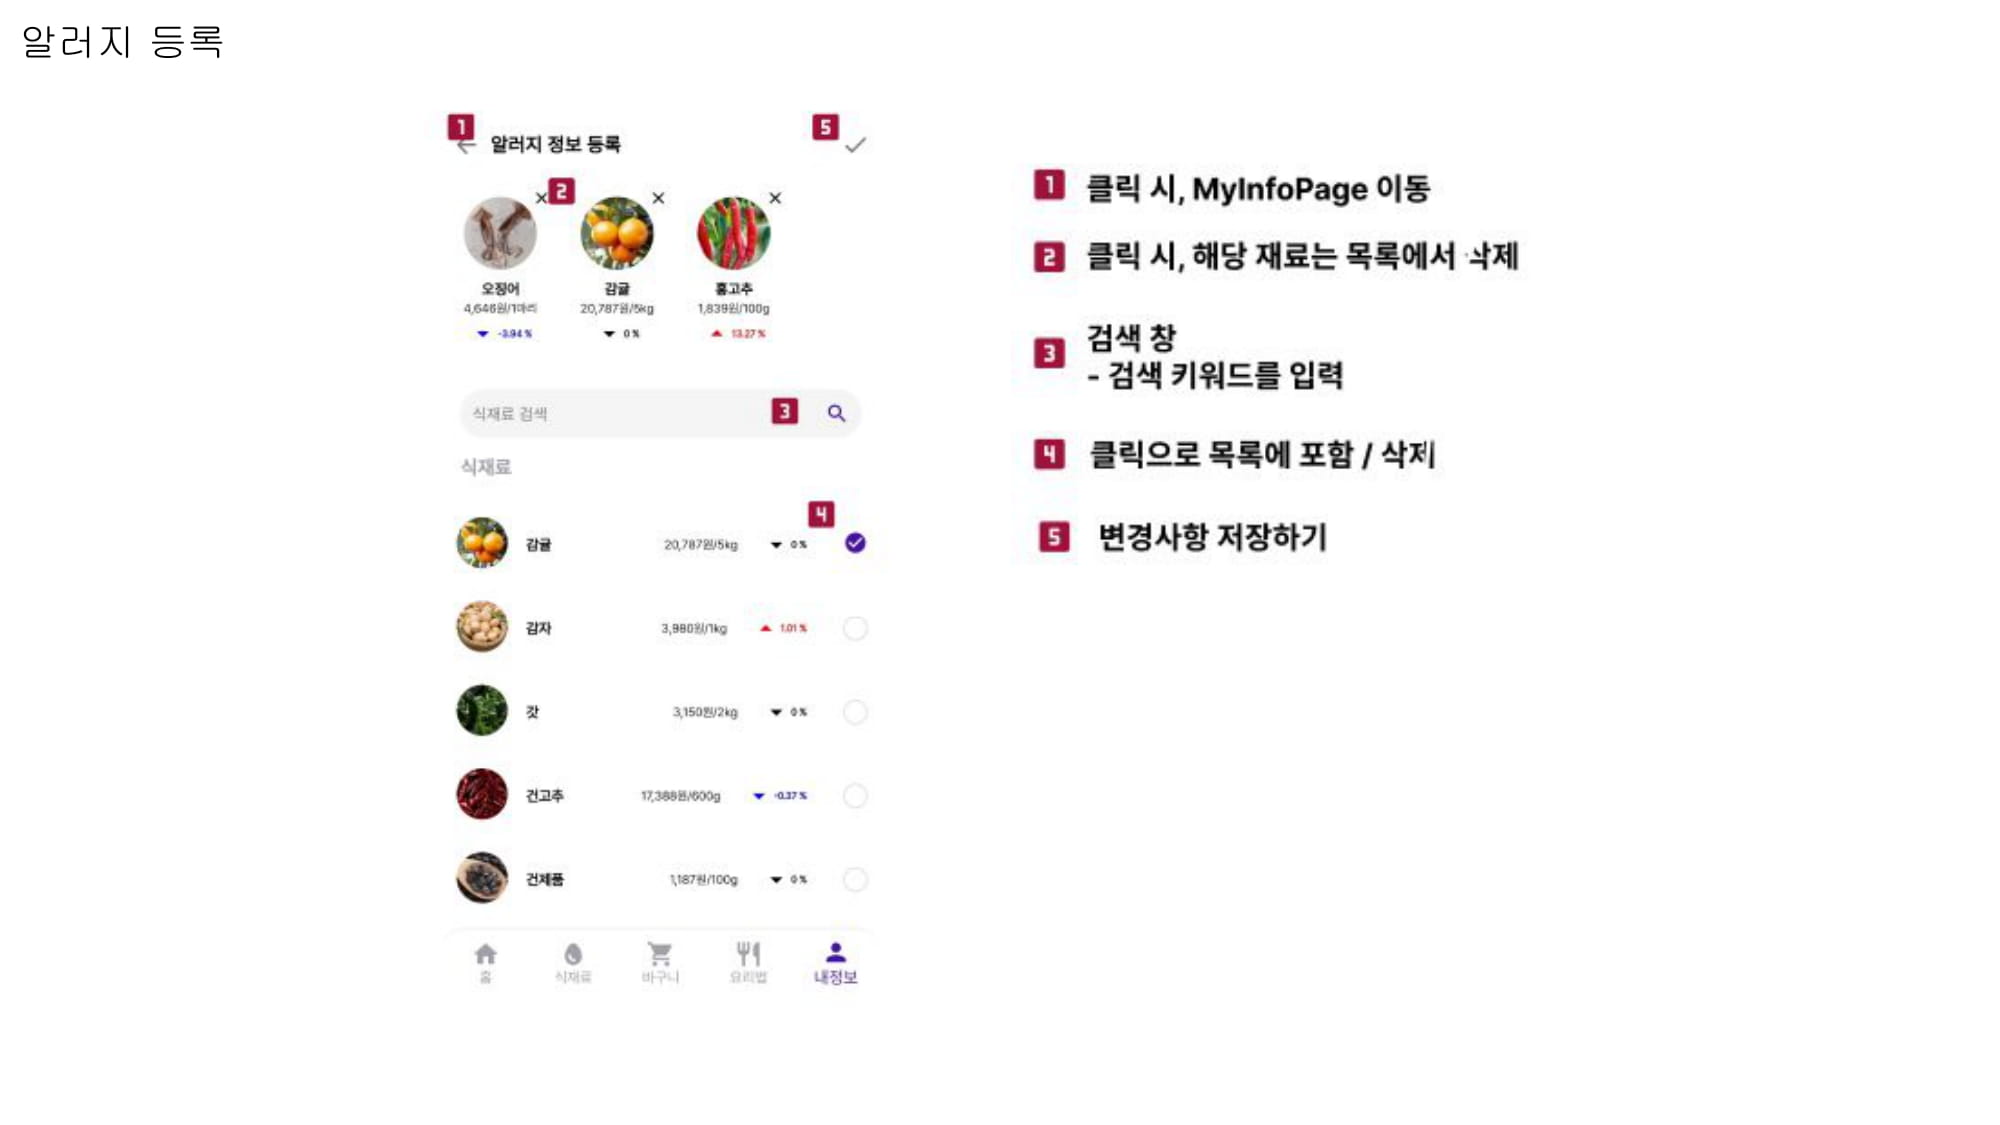 알러지 등록
1
5
알러지 정보 등록
2
오징어
감귤
홍고추
4,646원/1마리
20,787원/5kg
1,839원/100g
-3.94 %
0 %
13.27 %
식재료 검색
3
식재료
4
감귤
20,787원/5kg
0 %
감자
3,980원/1kg
1.01 %
갓
3,150원/2kg
0 %
건고추
17,388원/600g
-0.37 %
건제품
1,187원/100g
0 %
홈
식재료
바구니
요리법
내정보
1 클릭 시, MyInfoPage 이동
2 클릭 시, 해당 재료는 목록에서 삭제
3 검색 창
- 검색 키워드를 입력
4 클릭으로 목록에 포함 / 삭제
5 변경사항 저장하기